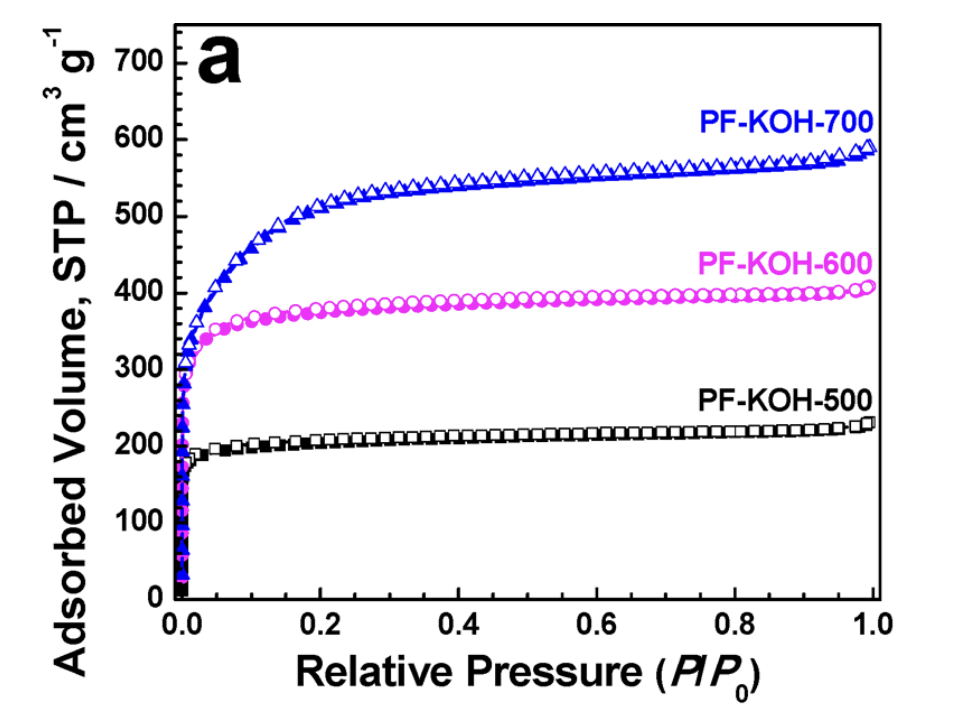 a
Adsorbed Volume, STP / cm³ g⁻¹
700
600
500
400
300
200
100
0
PF-KOH-700
PF-KOH-600
PF-KOH-500
0.0 0.2 0.4 0.6 0.8 1.0
Relative Pressure (P/P₀)